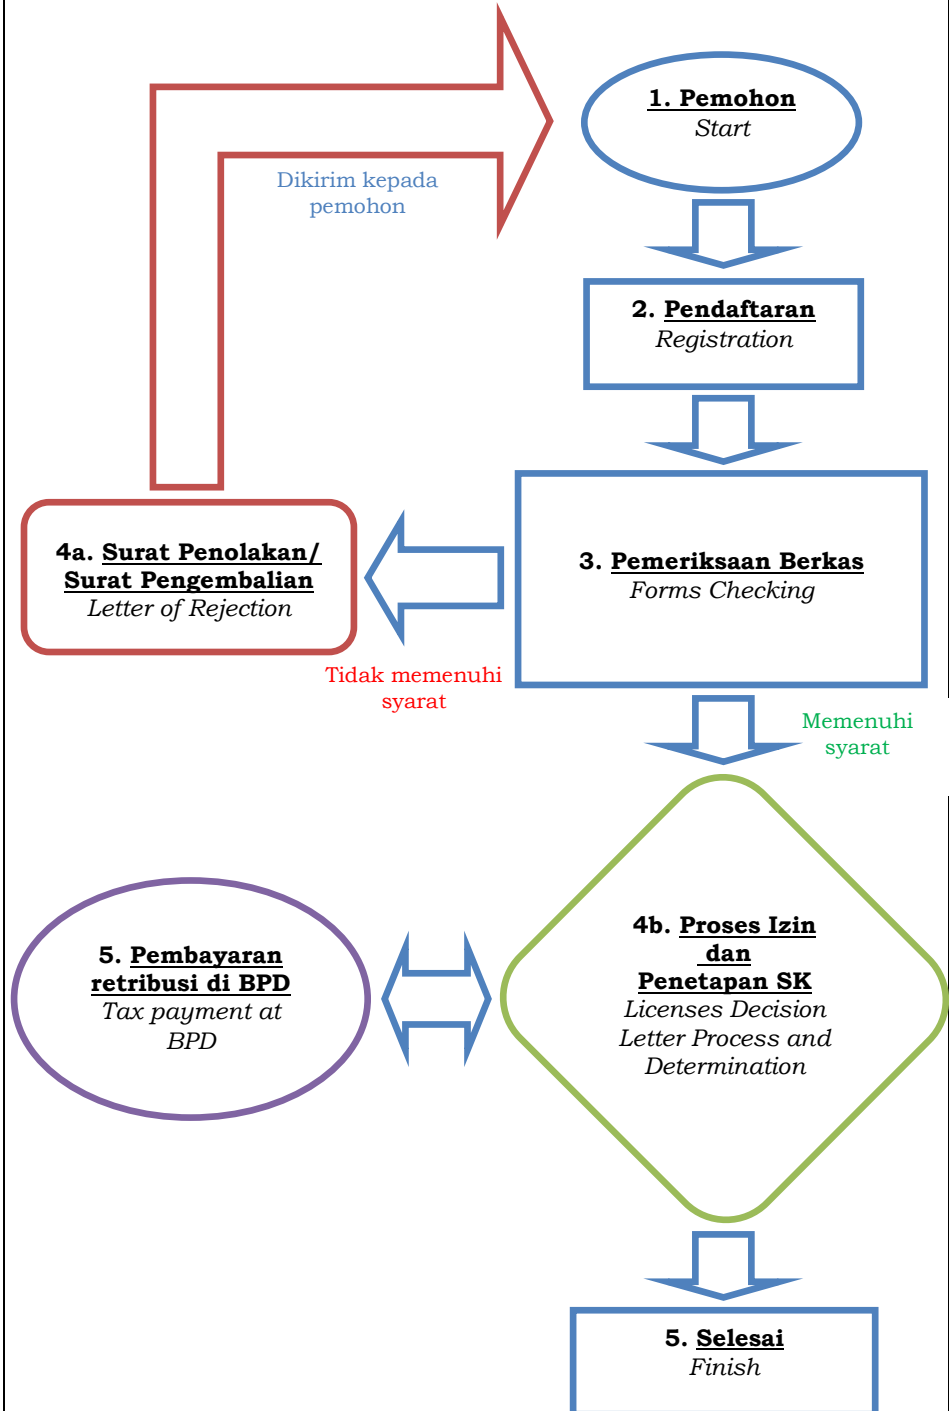 1. Pemohon
Start
Dikirim kepada
pemohon
2. Pendaftaran
Registration
3. Pemeriksaan Berkas
Forms Checking
4a. Surat Penolakan/
Surat Pengembalian
Letter of Rejection
Tidak memenuhi
syarat
Memenuhi
syarat
4b. Proses Izin
dan
Penetapan SK
Licenses Decision
Letter Process and
Determination
5. Pembayaran
retribusi di BPD
Tax payment at
BPD
5. Selesai
Finish